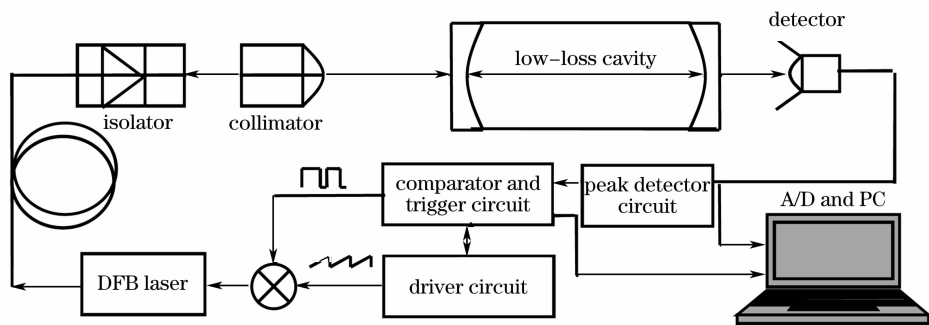 detector
low-loss cavity
isolator
collimator
comparator and
trigger circuit
peak detector
circuit
A/D and PC
DFB laser
driver circuit